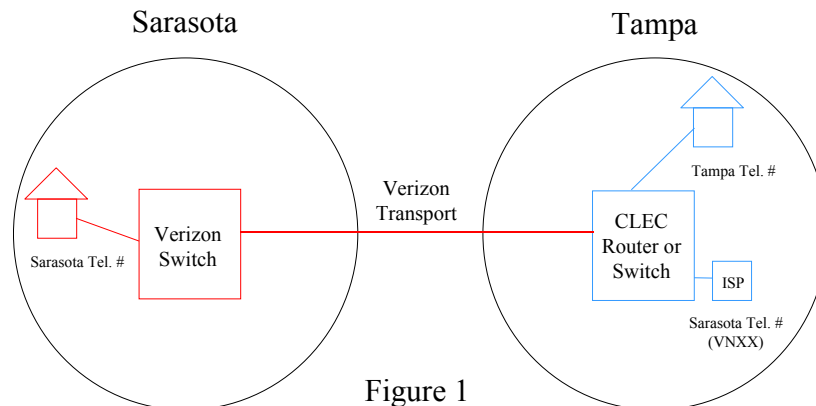 Sarasota
Tampa
Verizon
Transport
Tampa Tel. #
Verizon
Switch
CLEC
Router or
Switch
Sarasota Tel. #
ISP
Sarasota Tel. #
(VNXX)
Figure 1